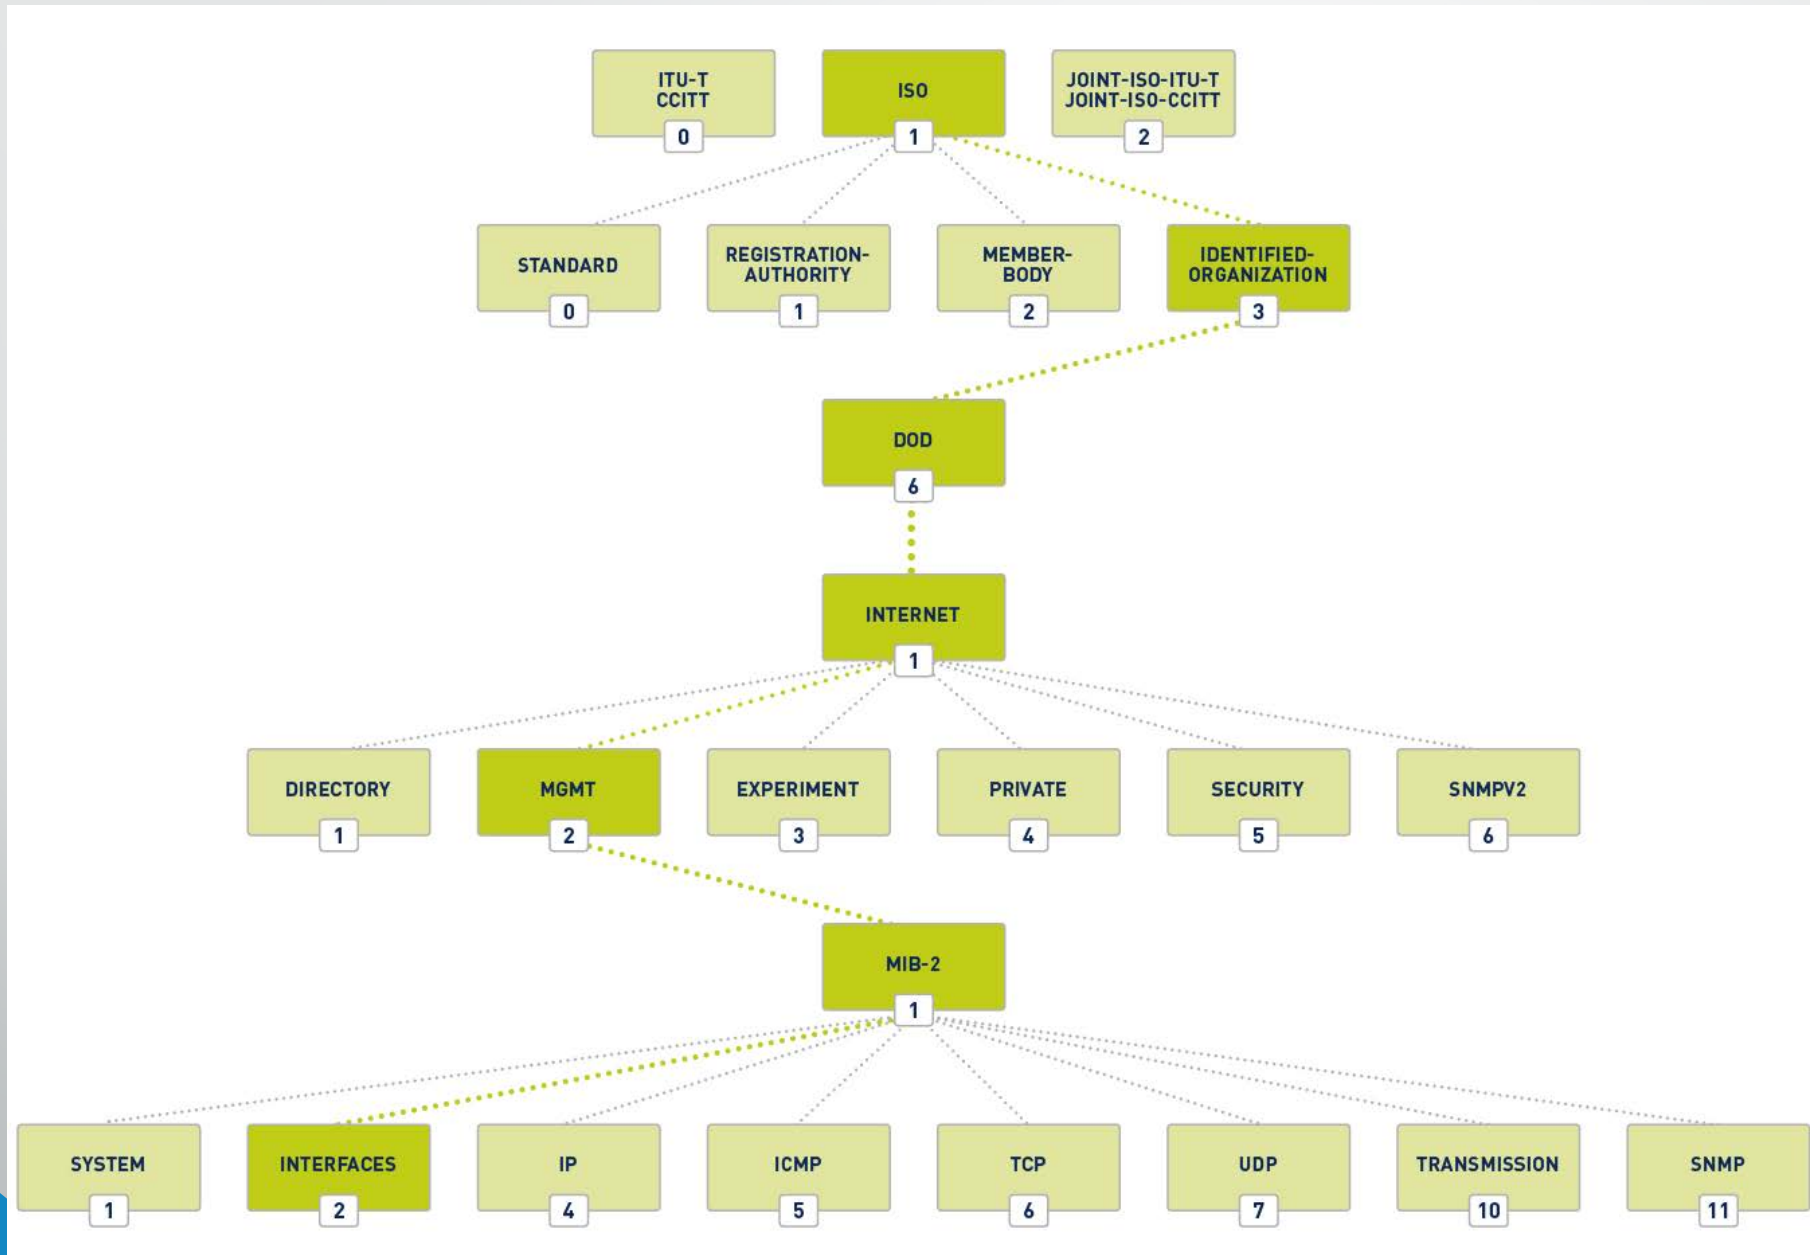 ITU-T
CCITT
0
ISO
1
JOINT-ISO-ITU-T
JOINT-ISO-CCITT
2
STANDARD
0
REGISTRATION-
AUTHORITY
1
MEMBER-
BODY
2
IDENTIFIED-
ORGANIZATION
3
DOD
6
INTERNET
1
DIRECTORY
1
MGMT
2
EXPERIMENT
3
PRIVATE
4
SECURITY
5
SNMPV2
6
MIB-2
1
SYSTEM
1
INTERFACES
2
IP
4
ICMP
5
TCP
6
UDP
7
TRANSMISSION
10
SNMP
11